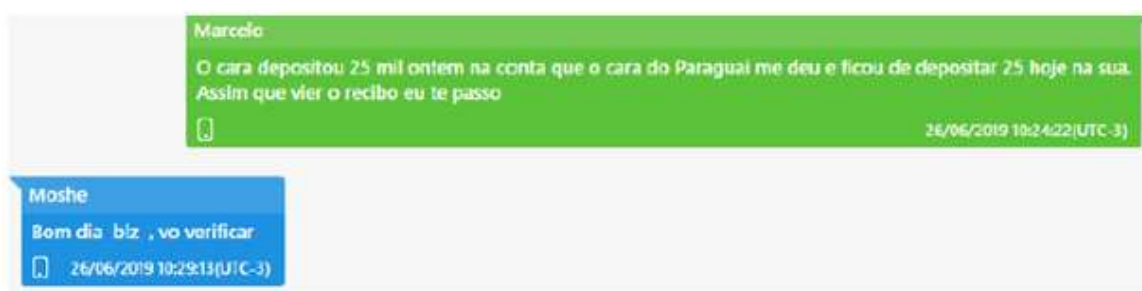 Marcelo
O cara depositou 25 mil ontem na conta que o cara do Paraguai me deu e ficou de depositar 25 hoje na sua.
Assim que vier o recibo eu te passo
26/06/2019 10:24:22(UTC-3)
Moshe
Bom dia blz , vo verificar
26/06/2019 10:29:13(UTC-3)